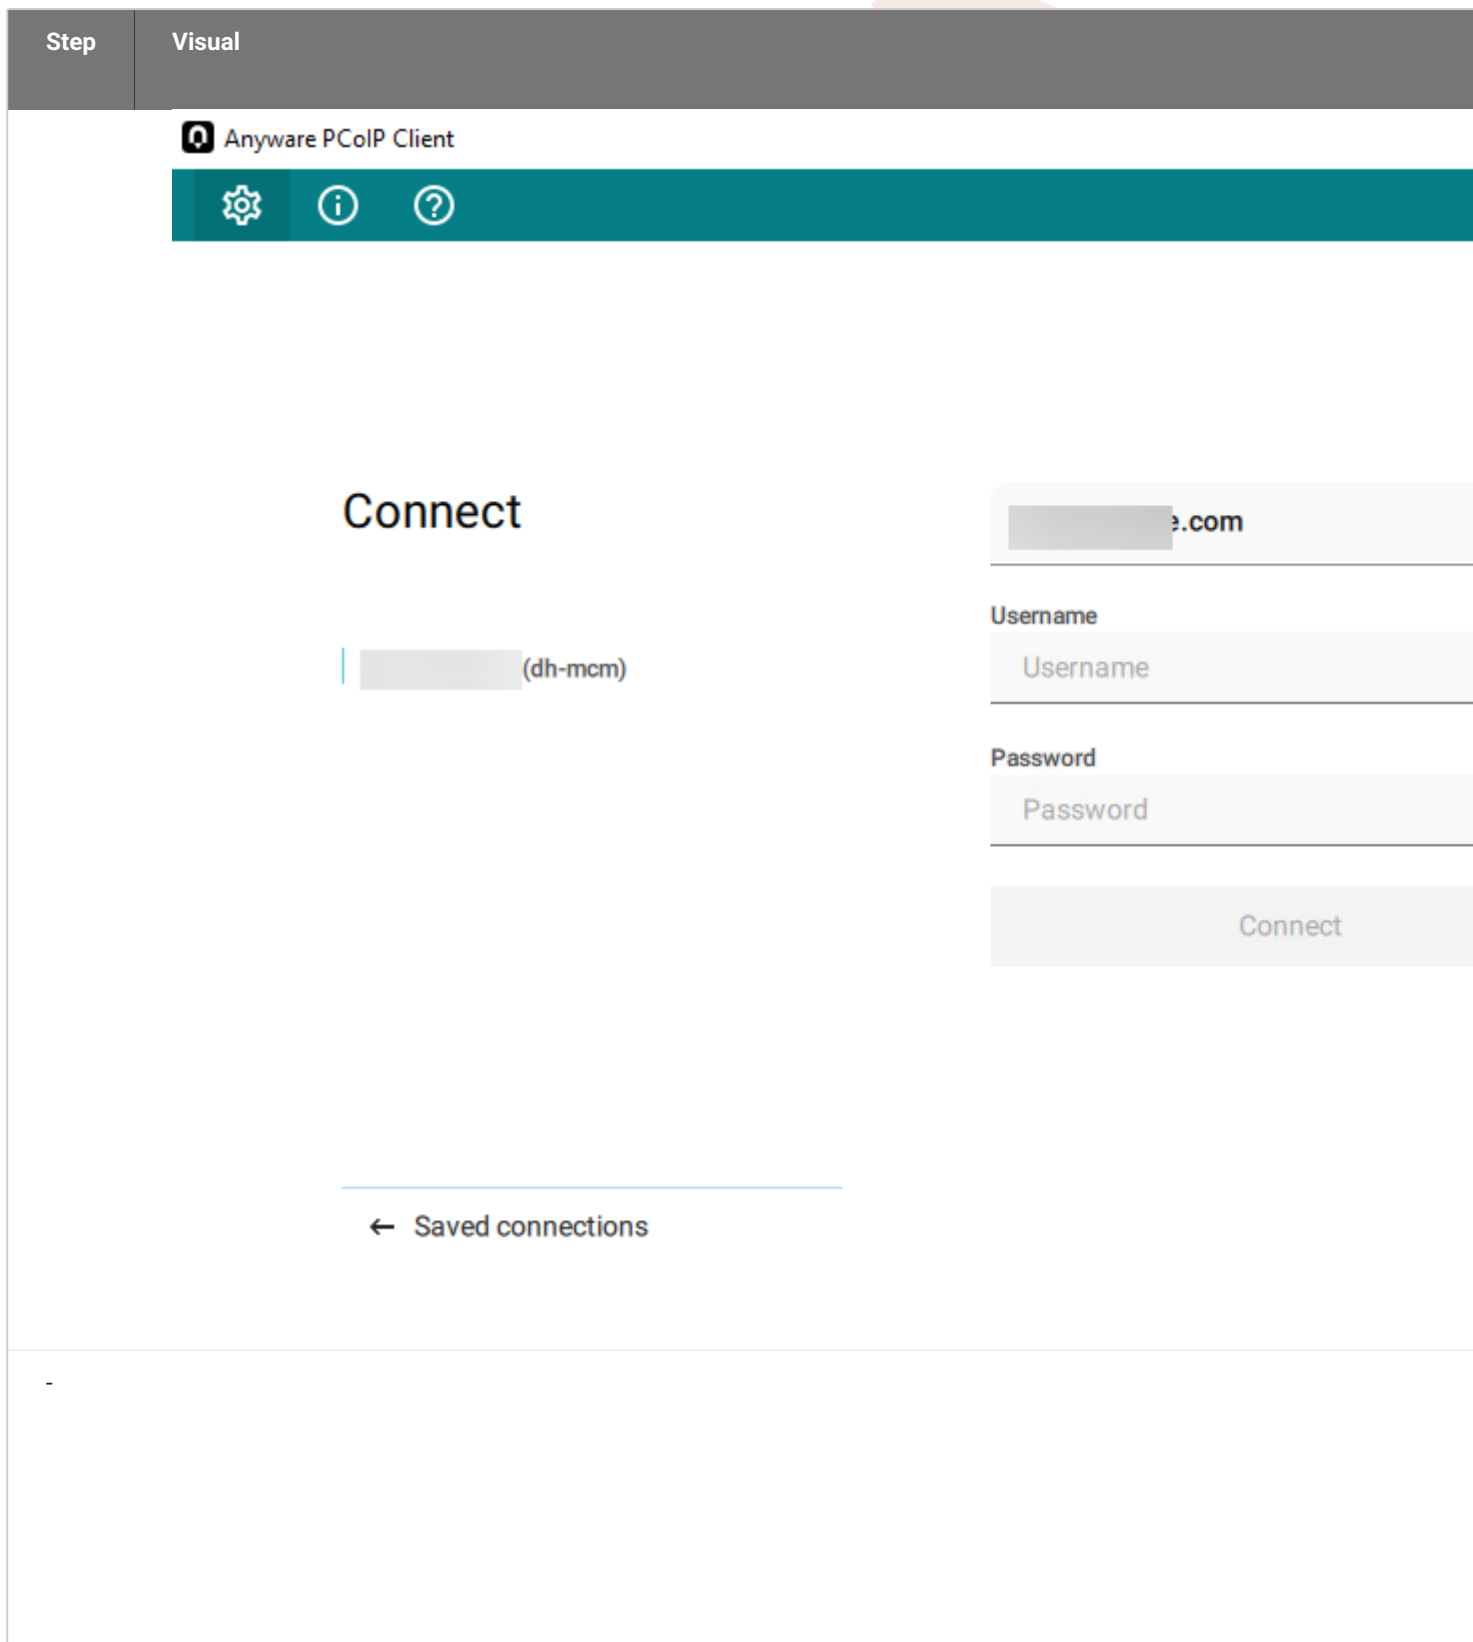 Step Visual
Anyware PCoIP Client
Connect
.com
Username
(dh-mcm)
Username
Password
Password
Connect
← Saved connections
-